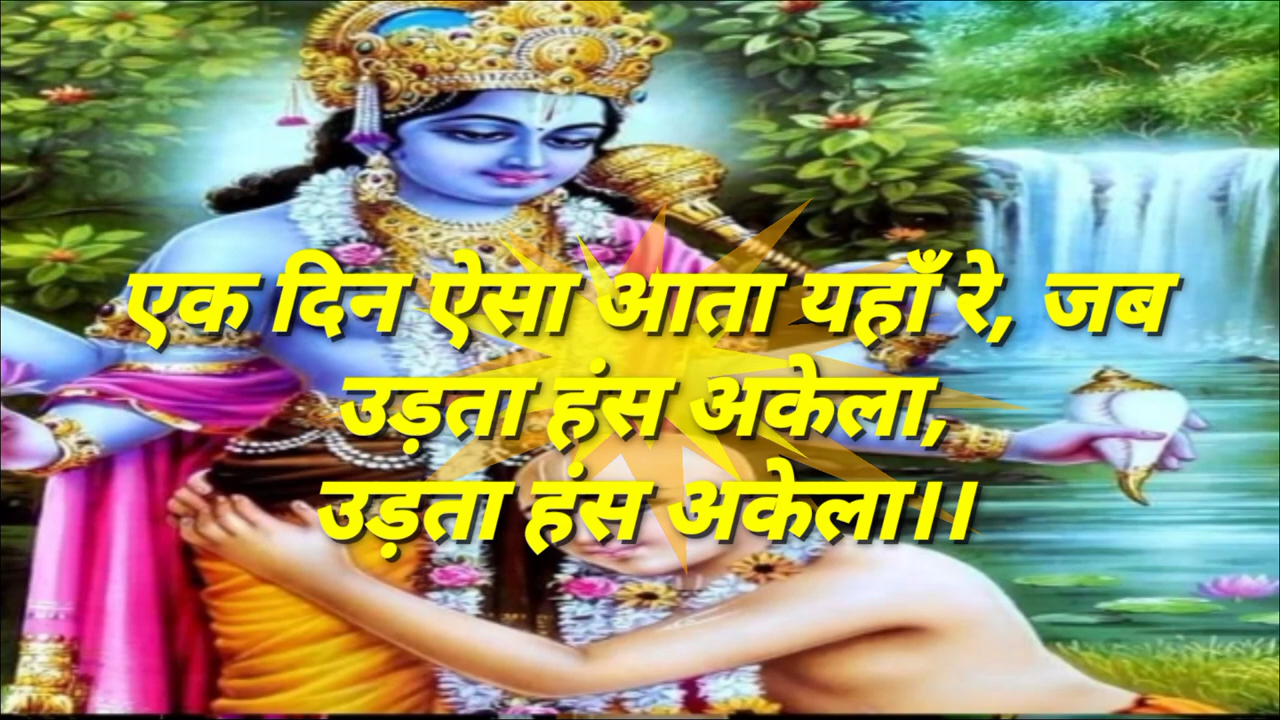 एक दिन ऐसा आता यहाँ रे, जब
उड़ता हंस अकेला,
उड़ता हंस अकेला।।